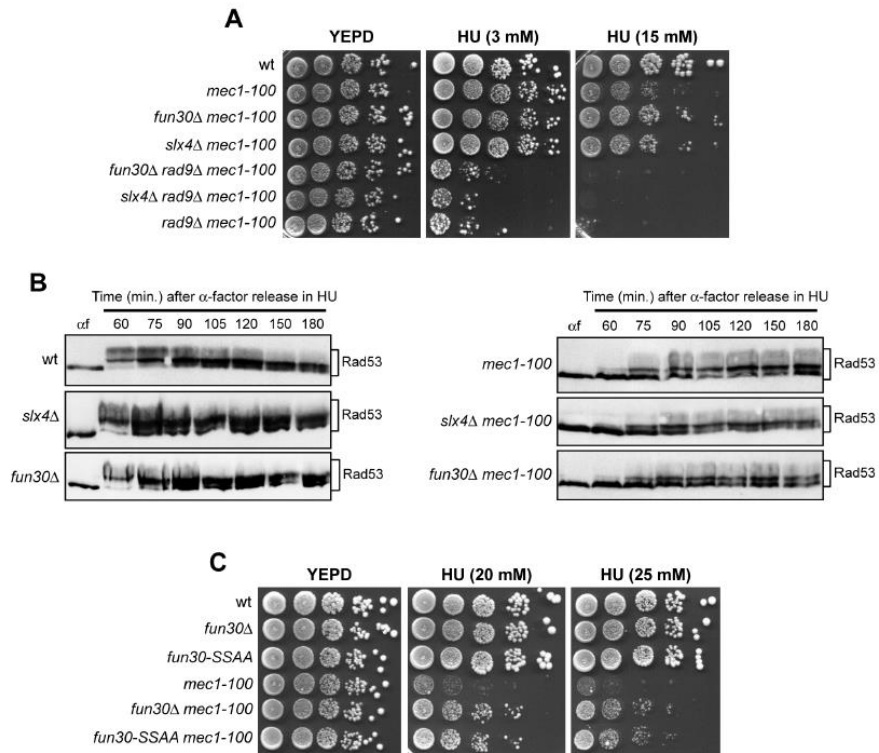 A
YEPD HU (3 mM) HU (15 mM)
wt
mec1-100
fun30Δ mec1-100
slx4Δ mec1-100
fun30Δ rad9Δ mec1-100
slx4Δ rad9Δ mec1-100
rad9Δ mec1-100
B
Time (min.) after α-factor release in HU
αf 60 75 90 105 120 150 180
wt Rad53
slx4Δ Rad53
fun30Δ Rad53
Time (min.) after α-factor release in HU
αf 60 75 90 105 120 150 180
mec1-100 Rad53
slx4Δ mec1-100 Rad53
fun30Δ mec1-100 Rad53
C
YEPD HU (20 mM) HU (25 mM)
wt
fun30Δ
fun30-SSAA
mec1-100
fun30Δ mec1-100
fun30-SSAA mec1-100